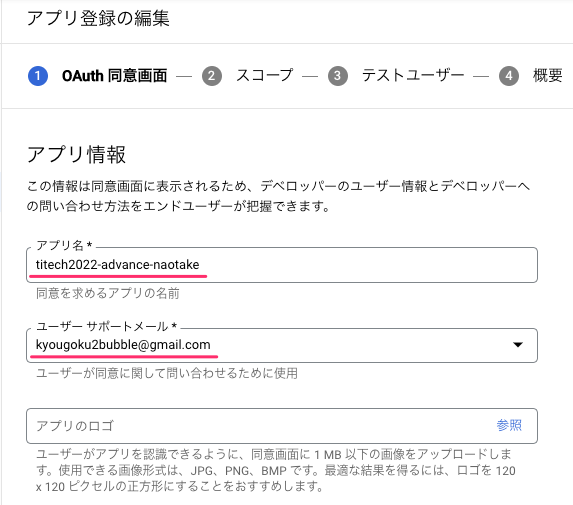 アプリ登録の編集
1 OAuth 同意画面 — 2 スコープ — 3 テストユーザー — 4 概要
アプリ情報
この情報は同意画面に表示されるため、デベロッパーのユーザー情報とデベロッパーへ
の問い合わせ方法をエンドユーザーが把握できます。
アプリ名 *
titech2022-advance-naotake
同意を求めるアプリの名前
ユーザー サポートメール *
kyougoku2bubble@gmail.com
ユーザーが同意に関して問い合わせるために使用
アプリのロゴ 参照
ユーザーがアプリを認識できるように、同意画面に 1 MB 以下の画像をアップロードしま
す。使用できる画像形式は、JPG、PNG、BMP です。最適な結果を得るには、ロゴを 120
x 120 ピクセルの正方形にすることをおすすめします。